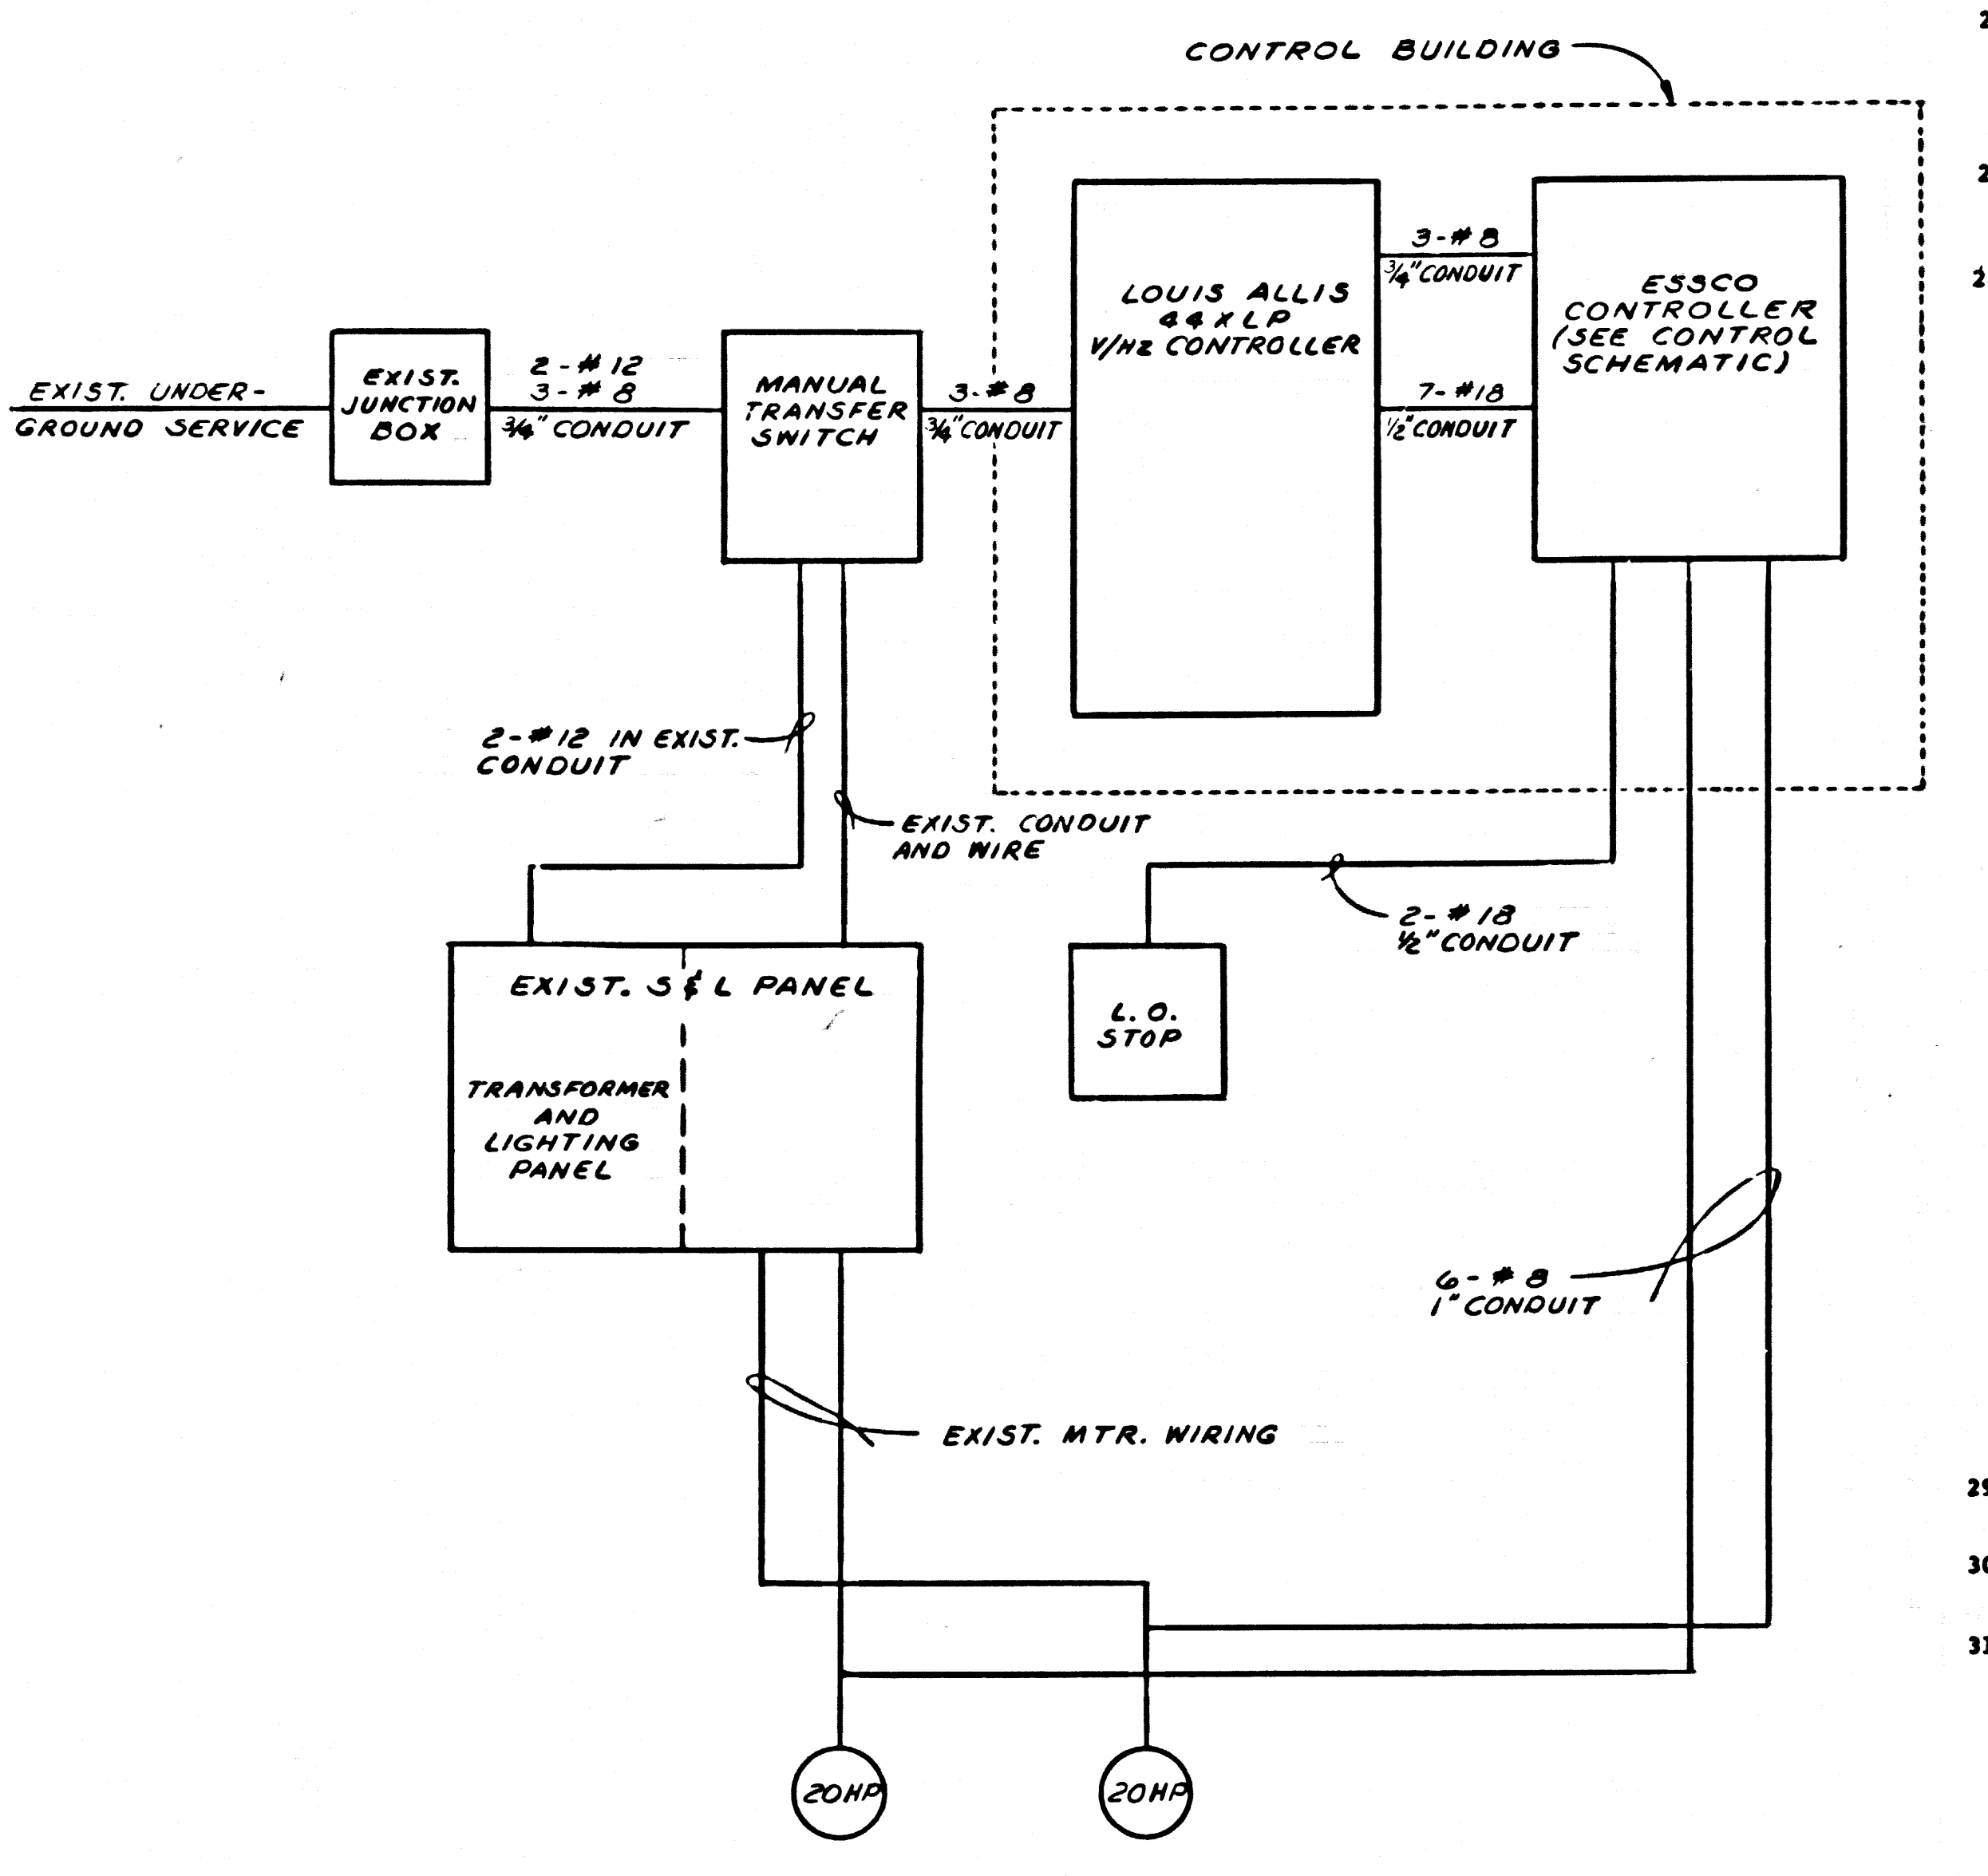 CONTROL BUILDING
3-#8
3/4" CONDUIT
LOUIS ALLIS
44XLP
V/HZ CONTROLLER
ESSCO
CONTROLLER
(SEE CONTROL
SCHEMATIC)
7-#18
1/2" CONDUIT
EXIST. UNDER-
GROUND SERVICE
EXIST.
JUNCTION
BOX
2-#12
3-#8
3/4" CONDUIT
MANUAL
TRANSFER
SWITCH
3-#8
3/4" CONDUIT
2-#12 IN EXIST.
CONDUIT
EXIST. CONDUIT
AND WIRE
2-#18
1/2" CONDUIT
EXIST. S & L PANEL
TRANSFORMER
AND
LIGHTING
PANEL
L.O.
STOP
6-#8
1" CONDUIT
EXIST. MTR. WIRING
20HP
20HP
30
31